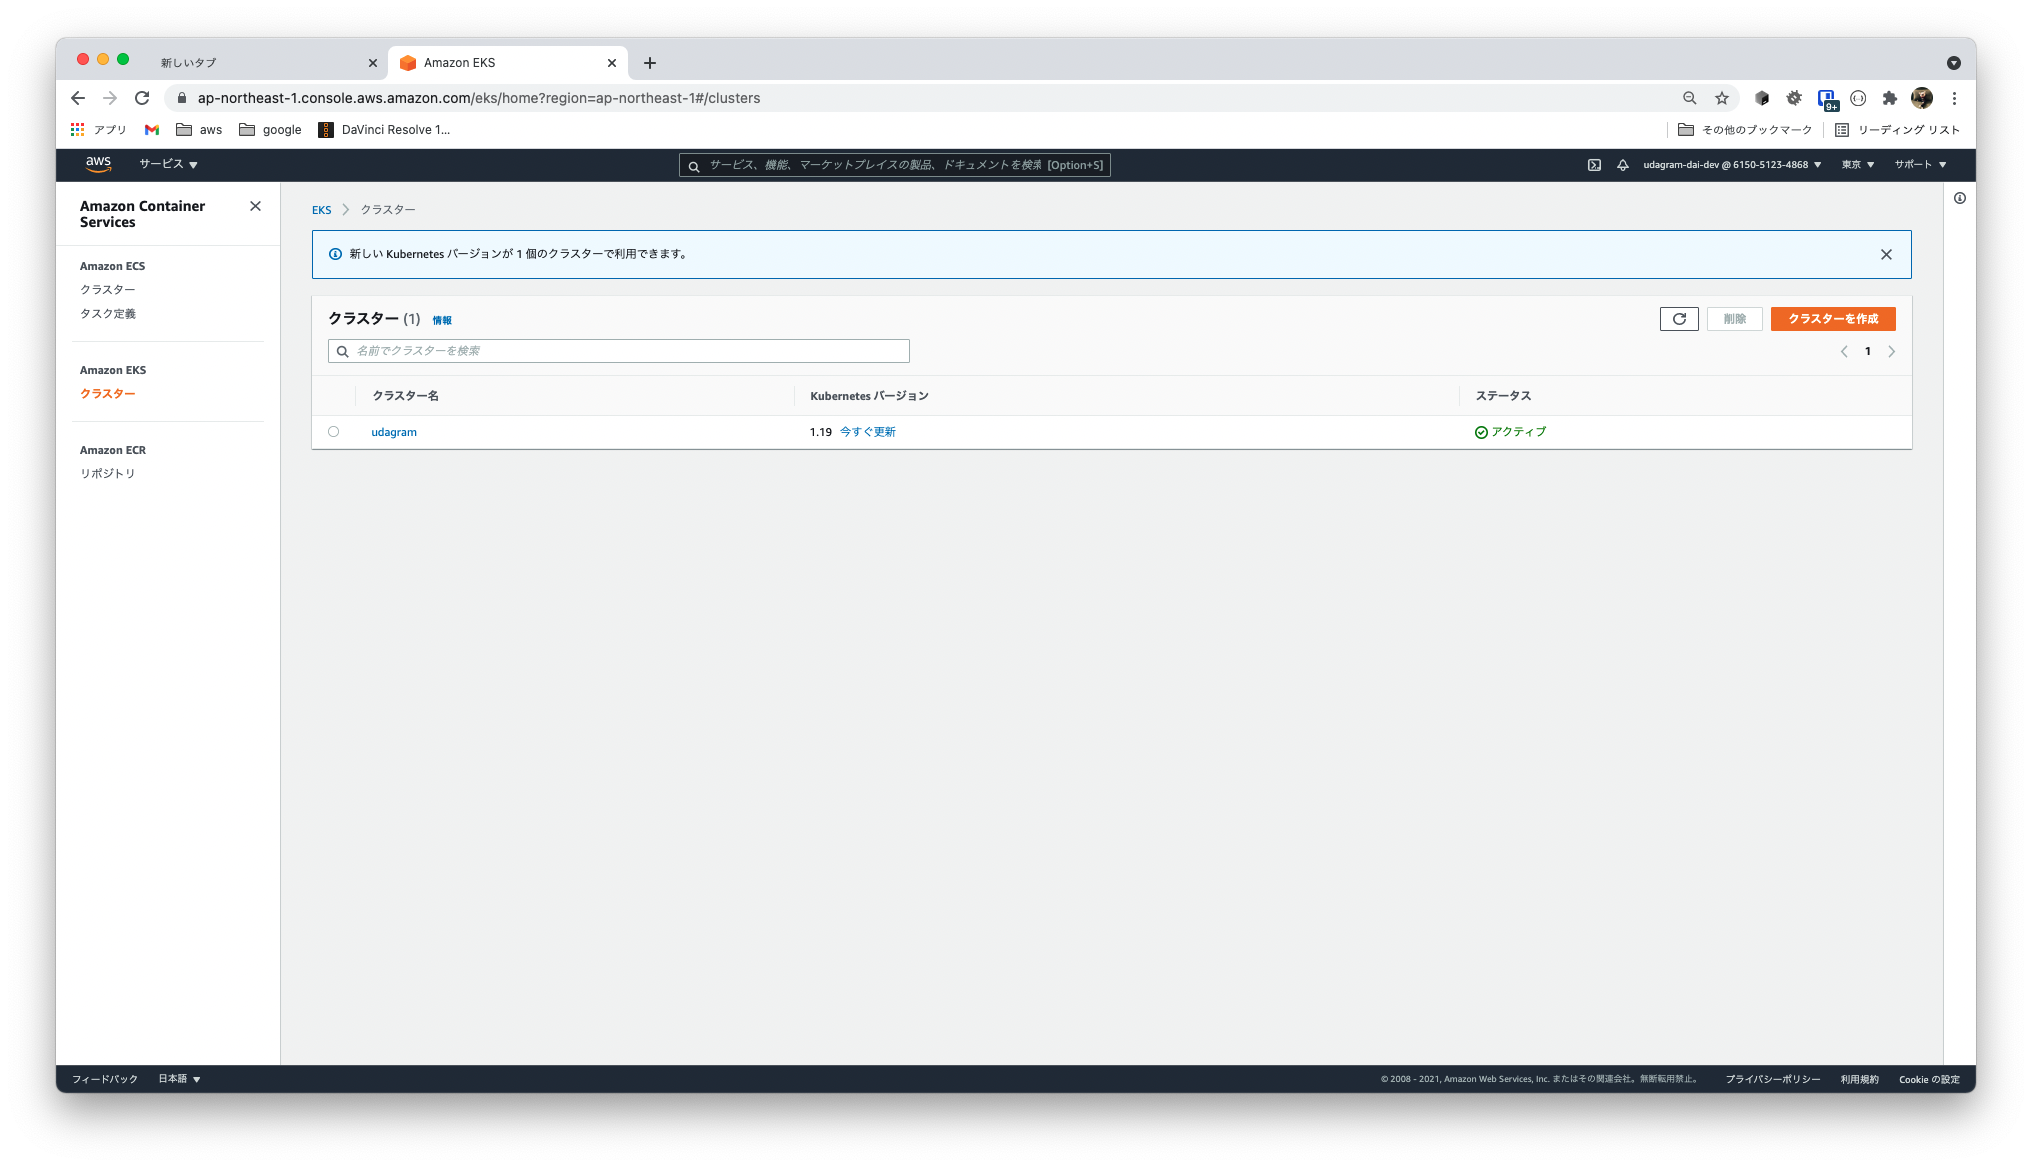 新しいタブ
Amazon EKS
ap-northeast-1.console.aws.amazon.com/eks/home?region=ap-northeast-1#/clusters
9+
アプリ
aws
google
DaVinci Resolve 1...
その他のブックマーク
リーディング リスト
aws
サービス
サービス、機能、マーケットプレイスの製品、ドキュメントを検索 [Option+S]
udagram-dai-dev @ 6150-5123-4868
東京
サポート
Amazon Container Services
Amazon ECS
クラスター
タスク定義
Amazon EKS
クラスター
Amazon ECR
リポジトリ
EKS
クラスター
新しい Kubernetes バージョンが 1 個のクラスターで利用できます。
クラスター (1) 情報
削除
クラスターを作成
名前でクラスターを検索
1
クラスター名
Kubernetes バージョン
ステータス
udagram
1.19 今すぐ更新
アクティブ
フィードバック
日本語
© 2008 - 2021, Amazon Web Services, Inc. またはその関連会社。無断転用禁止。
プライバシーポリシー
利用規約
Cookie の設定